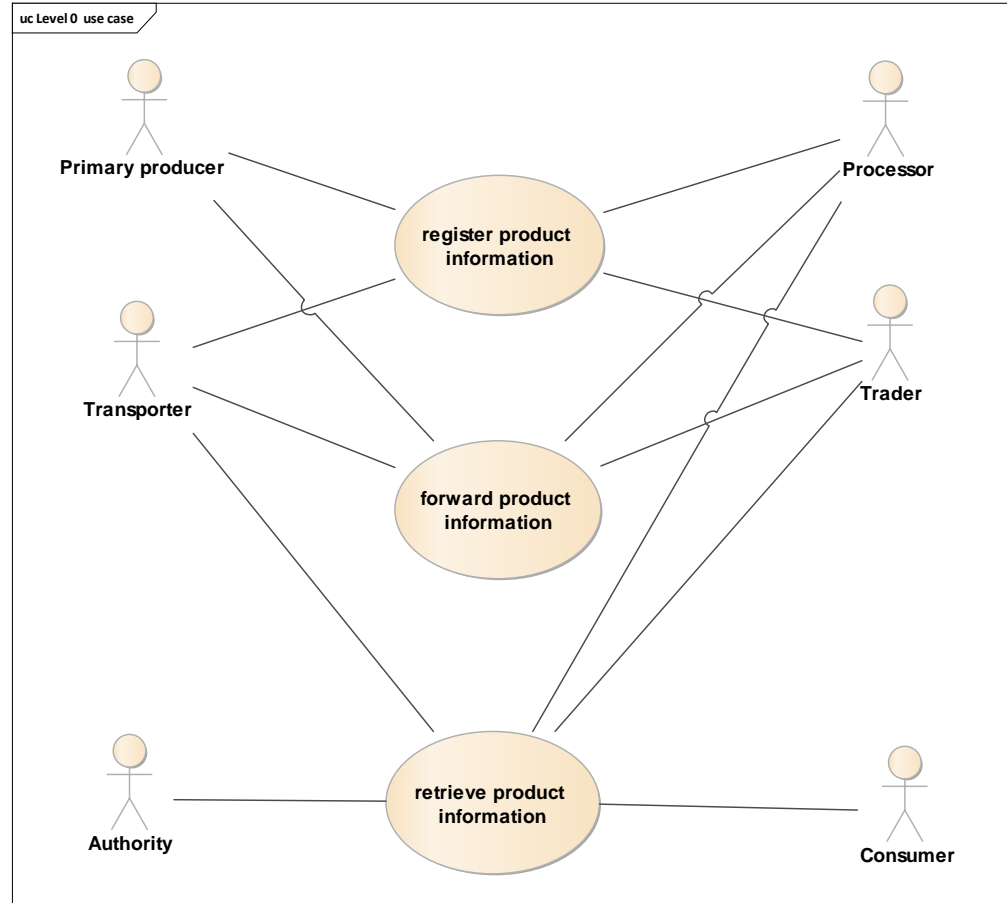 uc Level 0 use case
Primary producer
Processor
register product
information
Transporter
Trader
forward product
information
retrieve product
information
Authority
Consumer